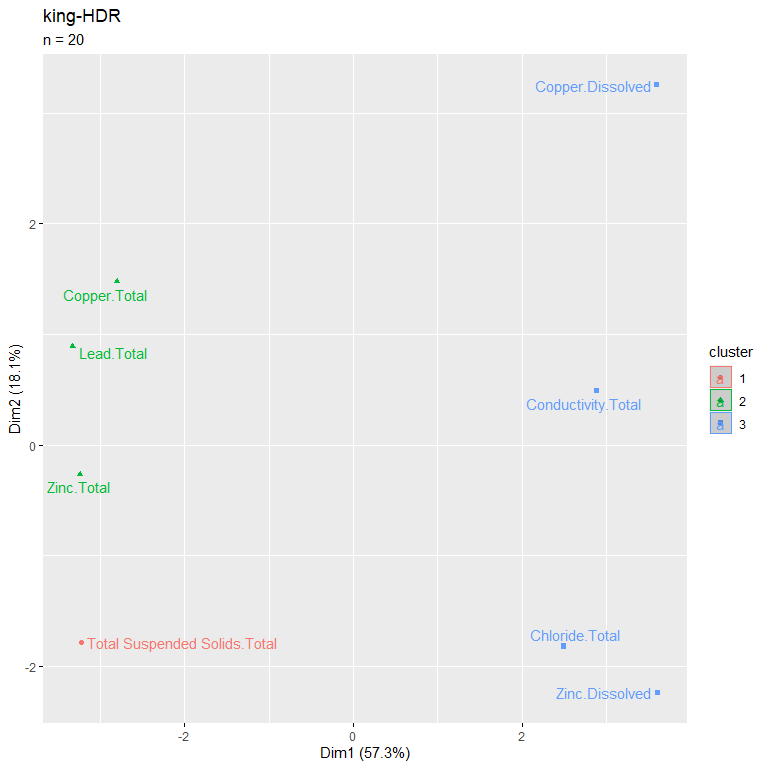 king-HDR
n = 20
Copper.Dissolved
2
Copper.Total
Lead.Total
cluster
1
2
3
Conductivity.Total
Dim2 (18.1%)
0
Zinc.Total
Chloride.Total
Total Suspended Solids.Total
-2
Zinc.Dissolved
-2
0
2
Dim1 (57.3%)